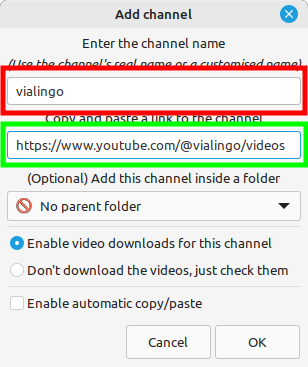 Add channel
Enter the channel name
(Use the channel's real name or a customised name)
vialingo
Copy and paste a link to the channel
https://www.youtube.com/@vialingo/videos
(Optional) Add this channel inside a folder
No parent folder
Enable video downloads for this channel
Don't download the videos, just check them
Enable automatic copy/paste
Cancel
OK